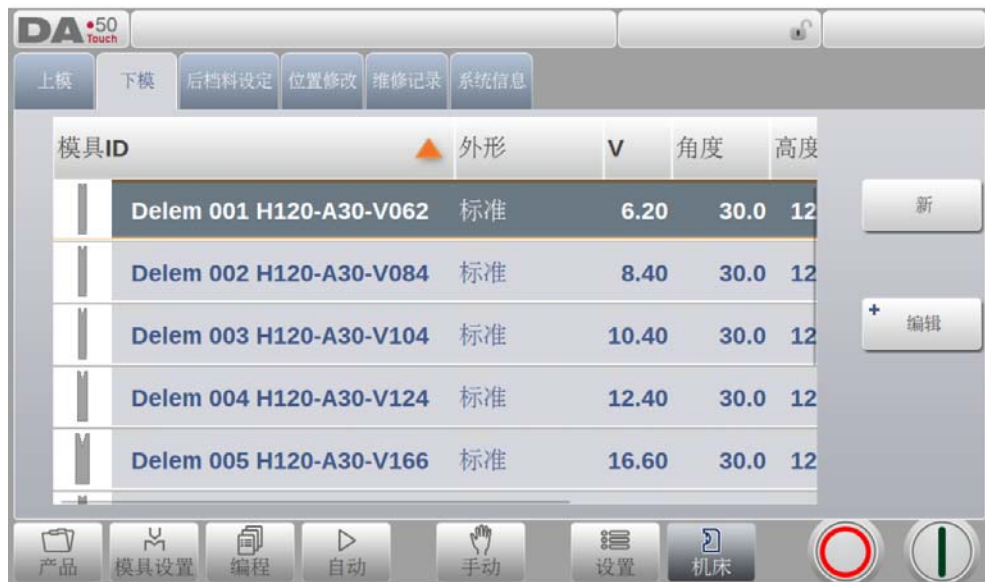 DA •50
Touch
上模 下模 后档料设定 位置修改 维修记录 系统信息
模具ID 外形 V 角度 高度
Delem 001 H120-A30-V062 标准 6.20 30.0 12
Delem 002 H120-A30-V084 标准 8.40 30.0 12
Delem 003 H120-A30-V104 标准 10.40 30.0 12
Delem 004 H120-A30-V124 标准 12.40 30.0 12
Delem 005 H120-A30-V166 标准 16.60 30.0 12
新
+ 编辑
产品 模具设置 编程 自动 手动 设置 机床